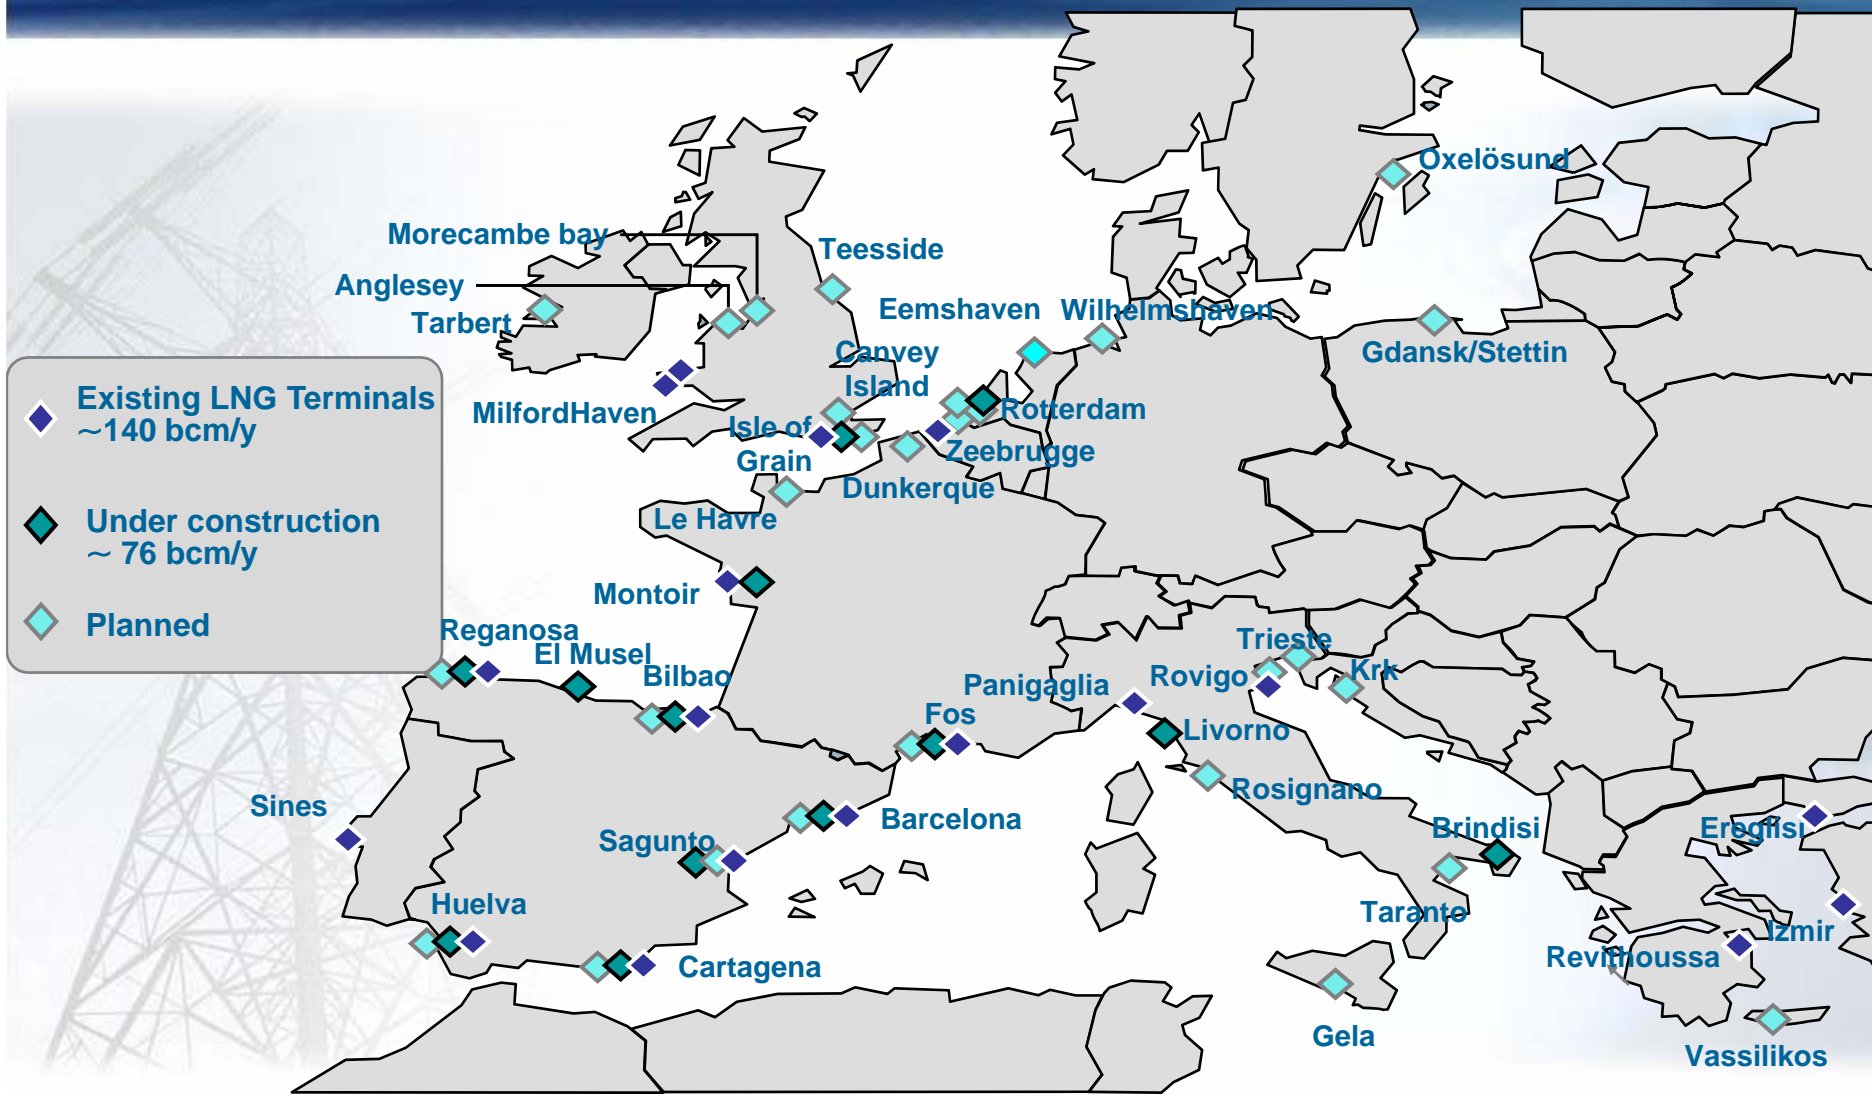 Oxelösund
Morecambe bay
Teesside
Anglesey
Eemshaven
Wilhelmshaven
Tarbert
Canvey
Island
Gdansk/Stettin
Existing LNG Terminals
~140 bcm/y
MilfordHaven
Rotterdam
Isle of
Grain
Zeebrugge
Dunkerque
Le Havre
Under construction
~ 76 bcm/y
Montoir
Planned
Reganosa
El Musel
Bilbao
Trieste
Panigaglia
Rovigo
Krk
Fos
Livorno
Rosignano
Sines
Sagunto
Barcelona
Brindisi
Ereglisi
Huelva
Taranto
Izmir
Cartagena
Revithoussa
Gela
Vassilikos